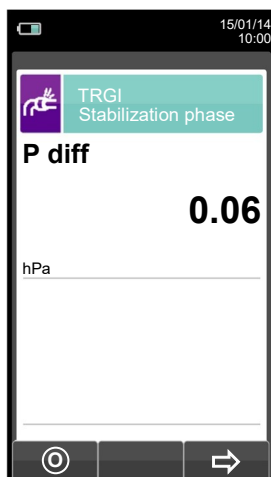 15/01/14
10:00
TRGI
Stabilization phase
P diff
0.06
hPa